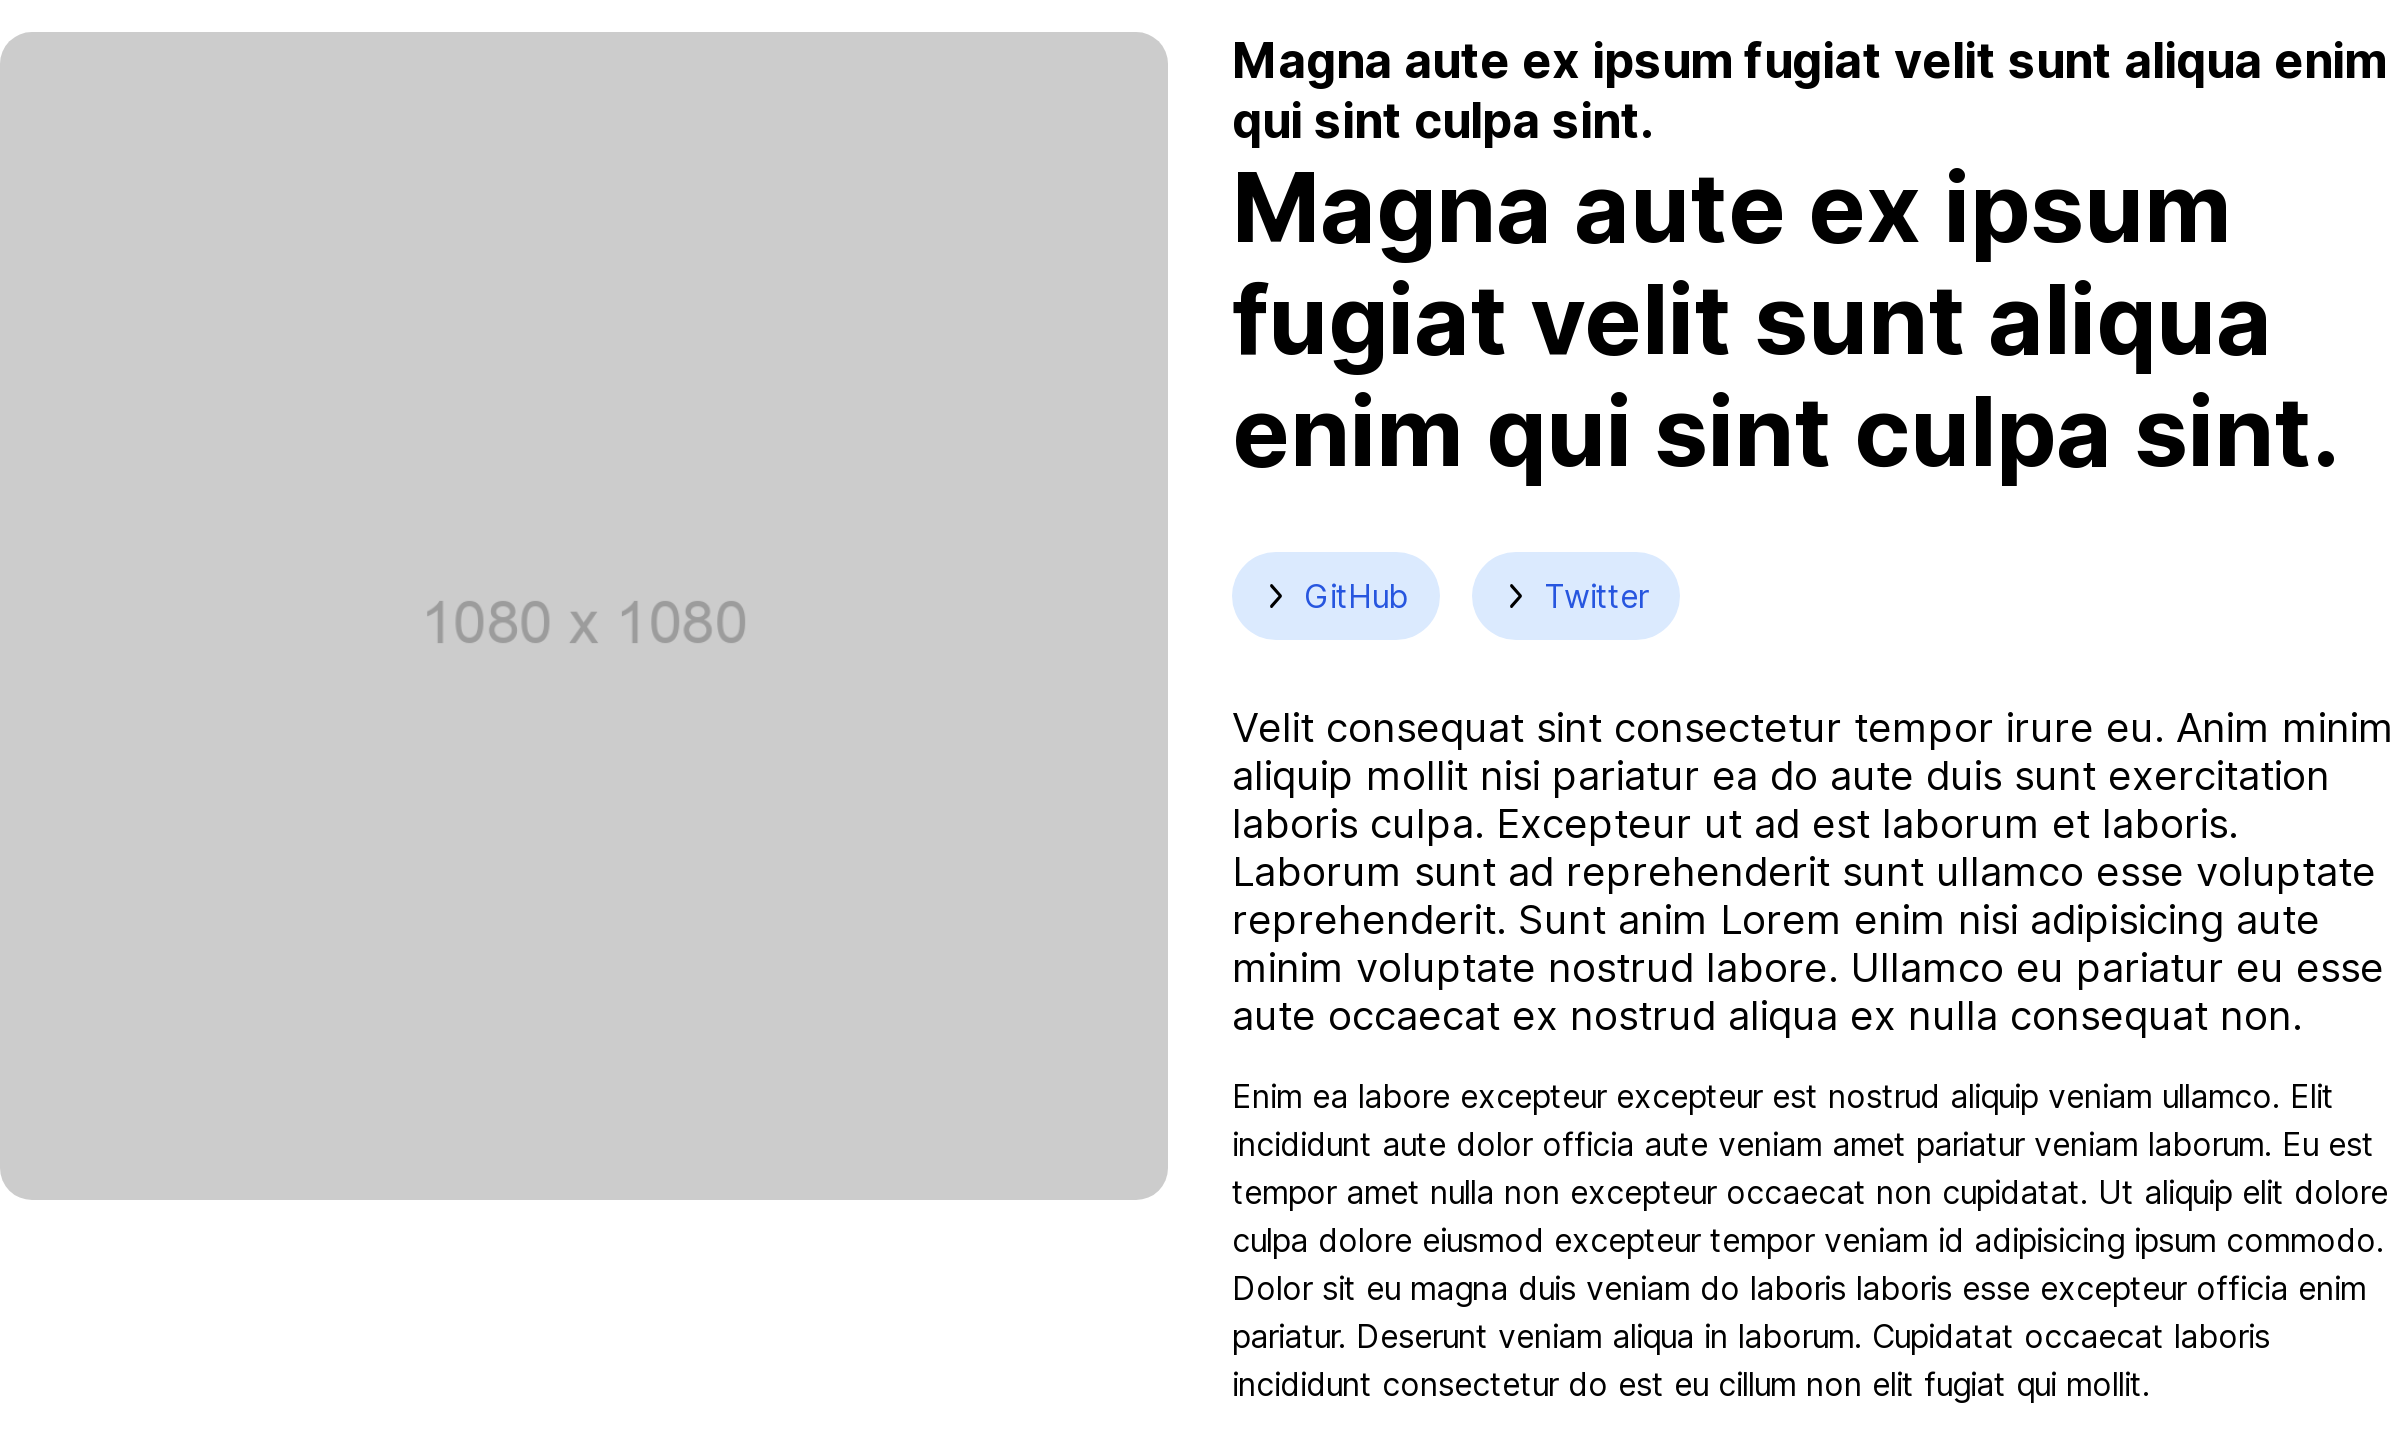 1080 x 1080
Magna aute ex ipsum fugiat velit sunt aliqua enim
qui sint culpa sint.
Magna aute ex ipsum
fugiat velit sunt aliqua
enim qui sint culpa sint.
GitHub
Twitter
Velit consequat sint consectetur tempor irure eu. Anim minim
aliquip mollit nisi pariatur ea do aute duis sunt exercitation
laboris culpa. Excepteur ut ad est laborum et laboris.
Laborum sunt ad reprehenderit sunt ullamco esse voluptate
reprehenderit. Sunt anim Lorem enim nisi adipisicing aute
minim voluptate nostrud labore. Ullamco eu pariatur eu esse
aute occaecat ex nostrud aliqua ex nulla consequat non.
Enim ea labore excepteur excepteur est nostrud aliquip veniam ullamco. Elit
incididunt aute dolor officia aute veniam amet pariatur veniam laborum. Eu est
tempor amet nulla non excepteur occaecat non cupidatat. Ut aliquip elit dolore
culpa dolore eiusmod excepteur tempor veniam id adipisicing ipsum commodo.
Dolor sit eu magna duis veniam do laboris laboris esse excepteur officia enim
pariatur. Deserunt veniam aliqua in laborum. Cupidatat occaecat laboris
incididunt consectetur do est eu cillum non elit fugiat qui mollit.